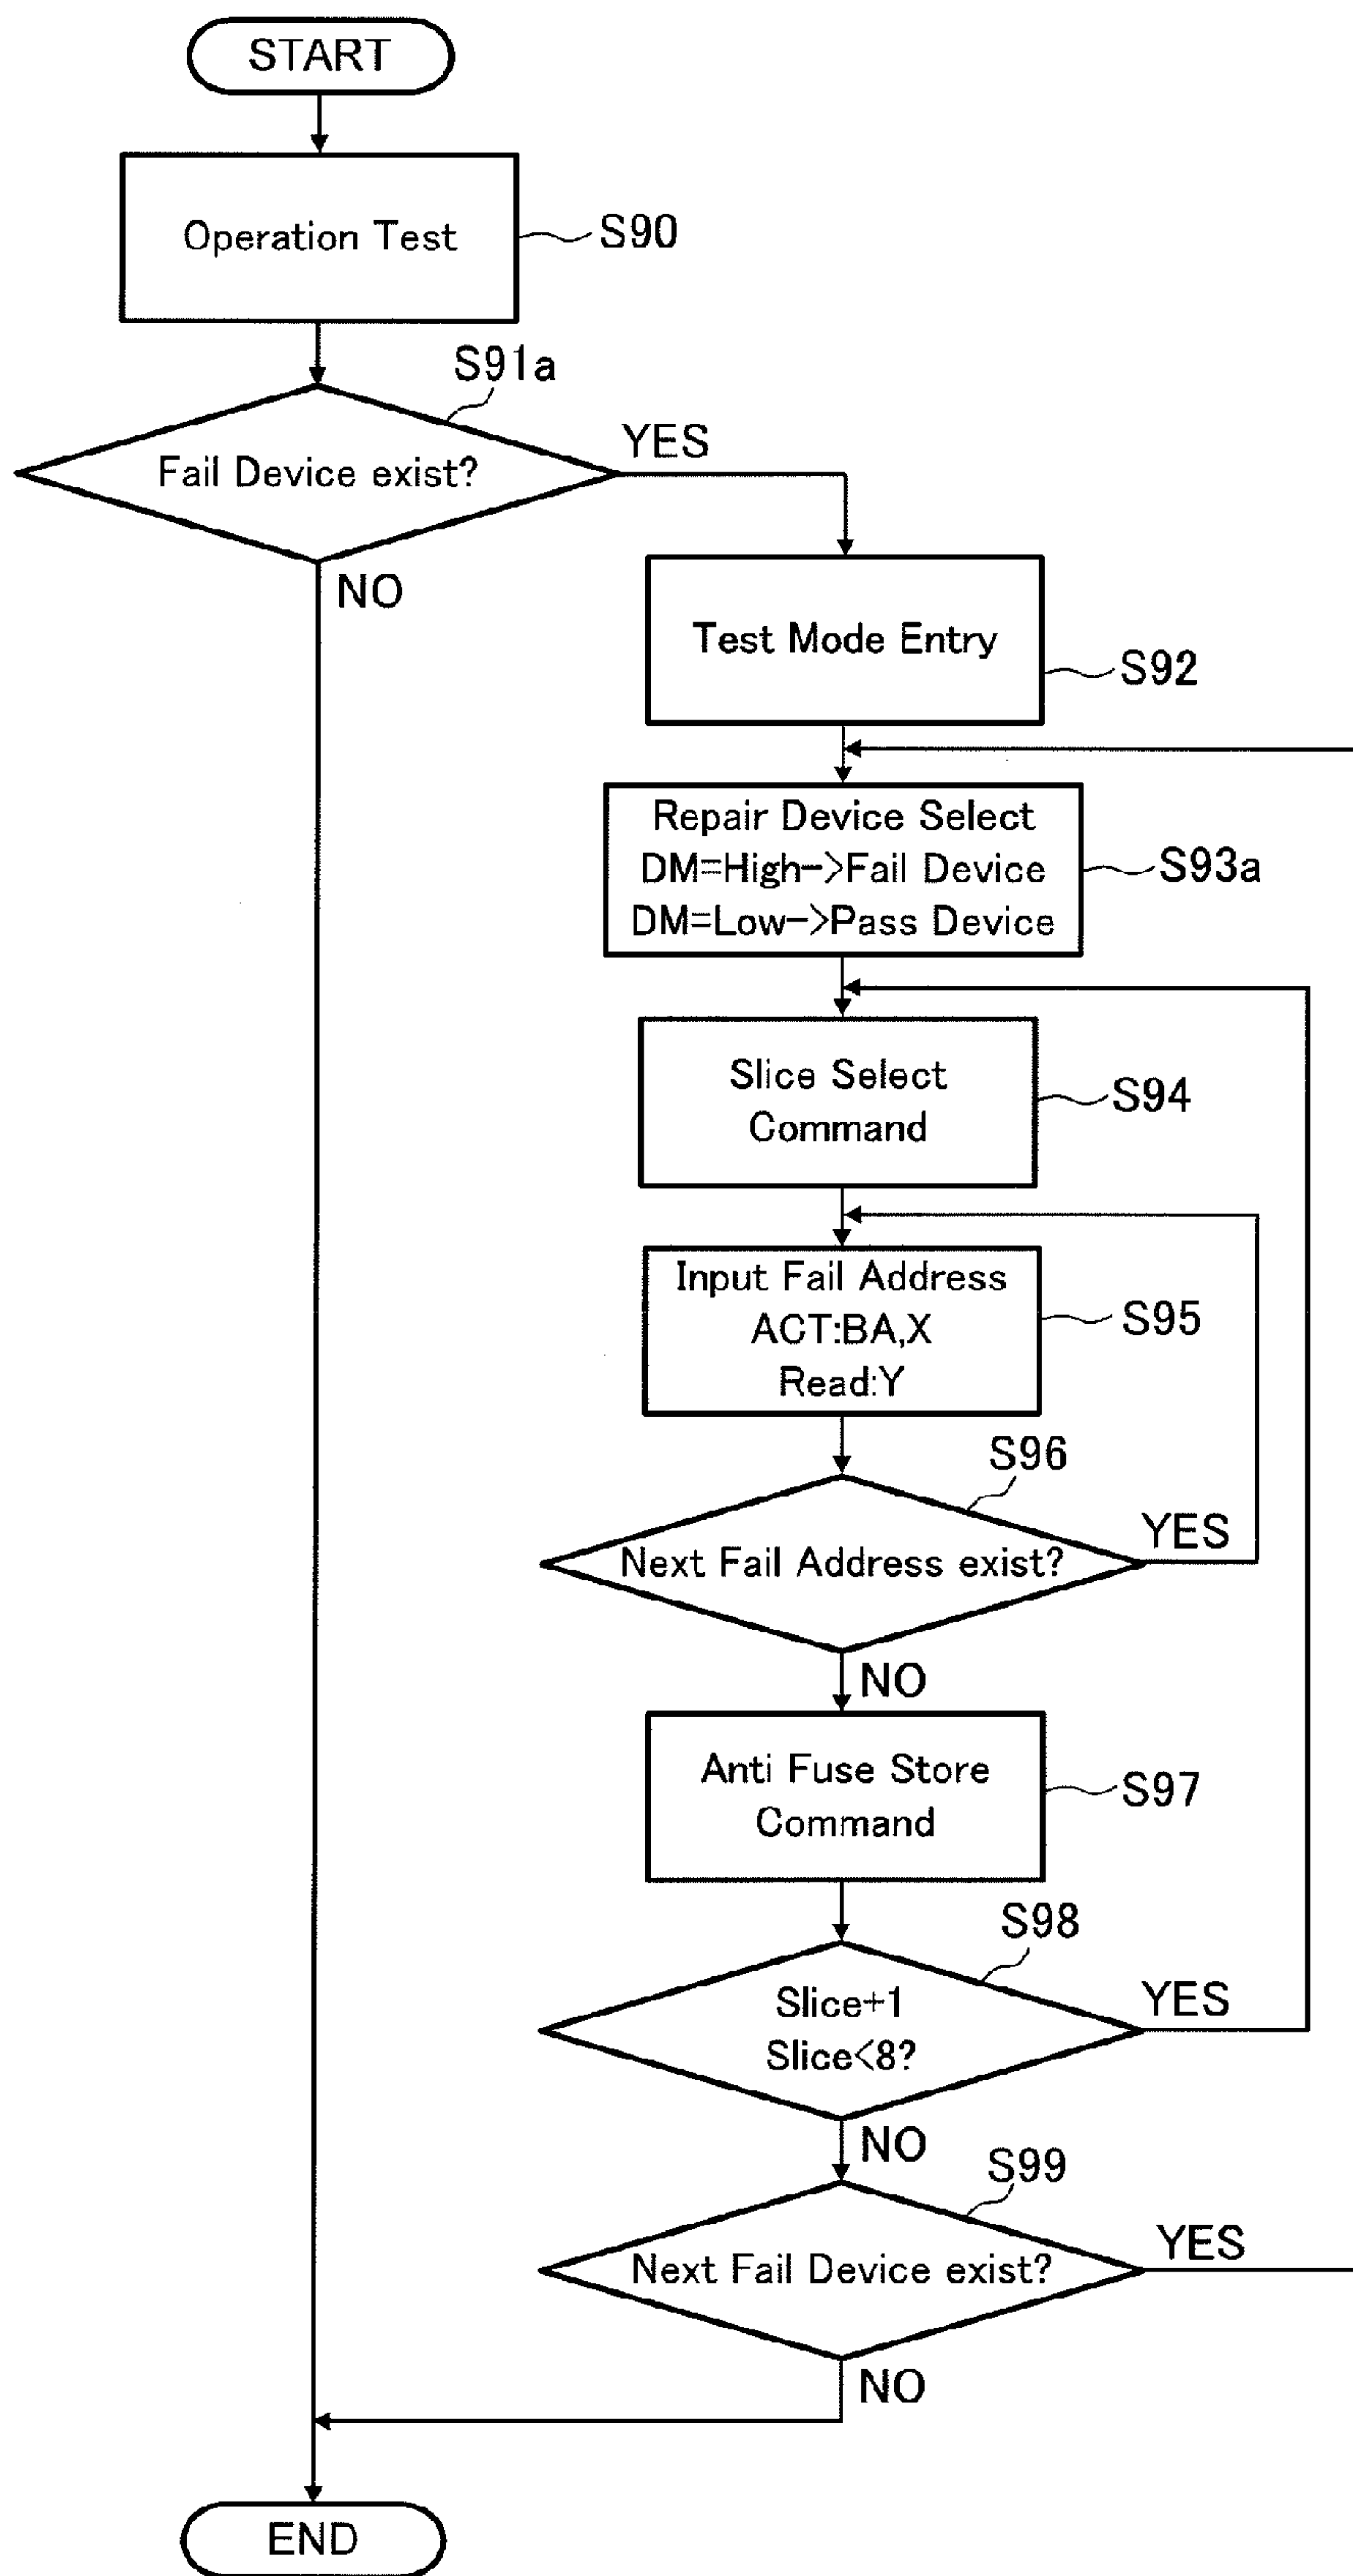 START
Operation Test
S90
S91a
Fail Device exist?
YES
NO
Test Mode Entry
S92
Repair Device Select
DM=High->Fail Device
DM=Low->Pass Device
S93a
Slice Select
Command
S94
Input Fail Address
ACT:BA,X
Read:Y
S95
S96
Next Fail Address exist?
YES
NO
Anti Fuse Store
Command
S97
S98
Slice+1
Slice<8?
YES
NO
S99
Next Fail Device exist?
YES
NO
END